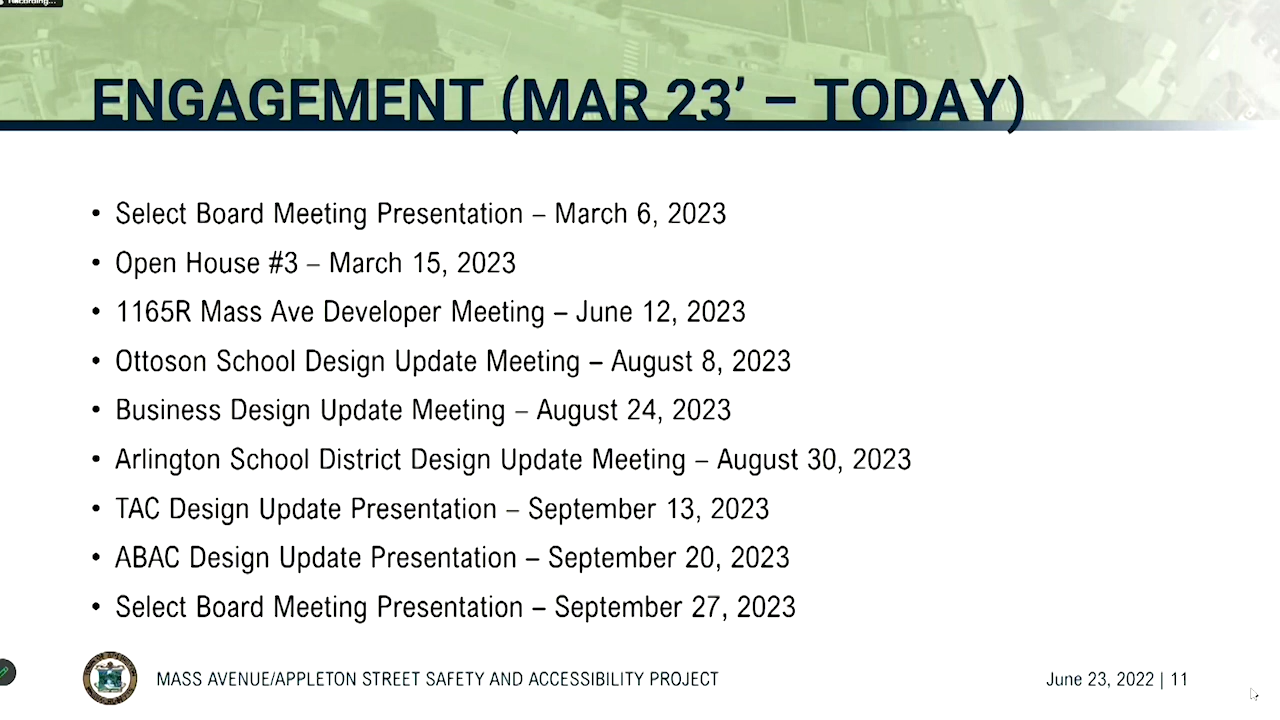 ENGAGEMENT (MAR 23’ – TODAY)
• Select Board Meeting Presentation – March 6, 2023
• Open House #3 – March 15, 2023
• 1165R Mass Ave Developer Meeting – June 12, 2023
• Ottoson School Design Update Meeting – August 8, 2023
• Business Design Update Meeting – August 24, 2023
• Arlington School District Design Update Meeting – August 30, 2023
• TAC Design Update Presentation – September 13, 2023
• ABAC Design Update Presentation – September 20, 2023
• Select Board Meeting Presentation – September 27, 2023
MASS AVENUE/APPLETON STREET SAFETY AND ACCESSIBILITY PROJECT
June 23, 2022 | 11